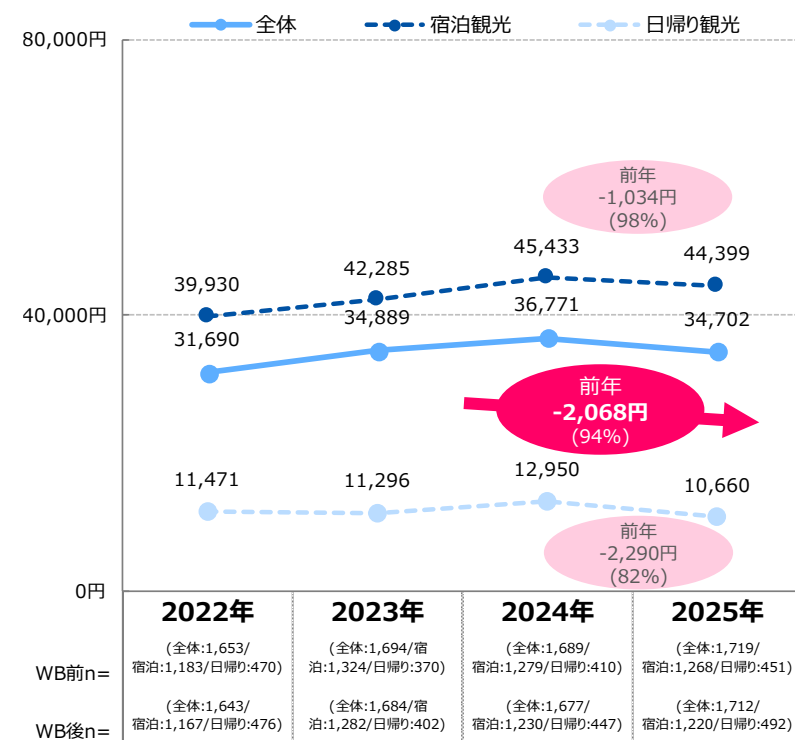 全体 宿泊観光 日帰り観光
80,000円
前年
-1,034円
(98%)
39,930 42,285 45,433 44,399
40,000円
31,690 34,889 36,771 34,702
前年
-2,068円
(94%)
11,471 11,296 12,950 10,660
前年
-2,290円
(82%)
0円
2022年 2023年 2024年 2025年
WB前n=
(全体:1,653/
宿泊:1,183/日帰り:470)
(全体:1,694/宿
泊:1,324/日帰り:370)
(全体:1,689/
宿泊:1,279/日帰り:410)
(全体:1,719/
宿泊:1,268/日帰り:451)
WB後n=
(全体:1,643/
宿泊:1,167/日帰り:476)
(全体:1,684/宿
泊:1,282/日帰り:402)
(全体:1,677/
宿泊:1,230/日帰り:447)
(全体:1,712/
宿泊:1,220/日帰り:492)